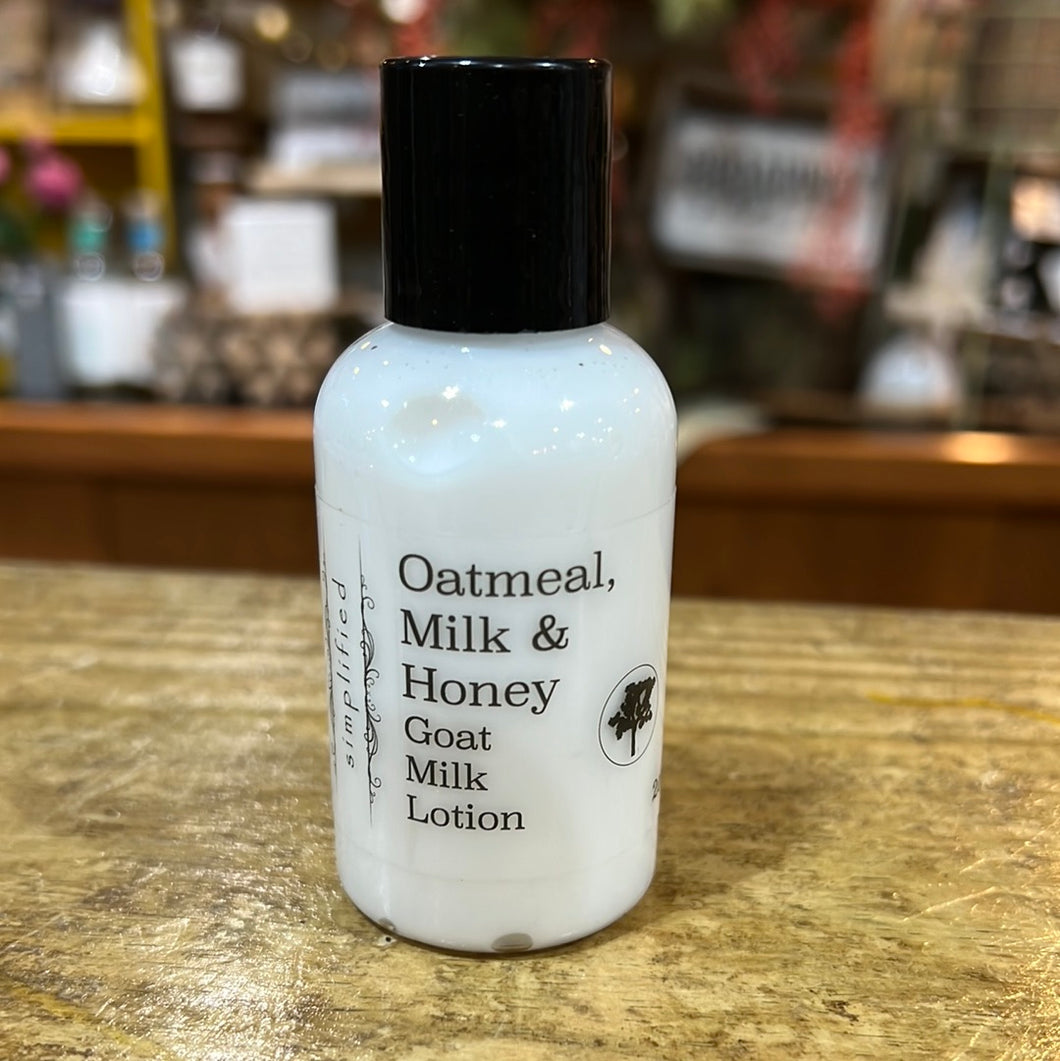 simplified
Oatmeal,
Milk &
Honey
Goat
Milk
Lotion